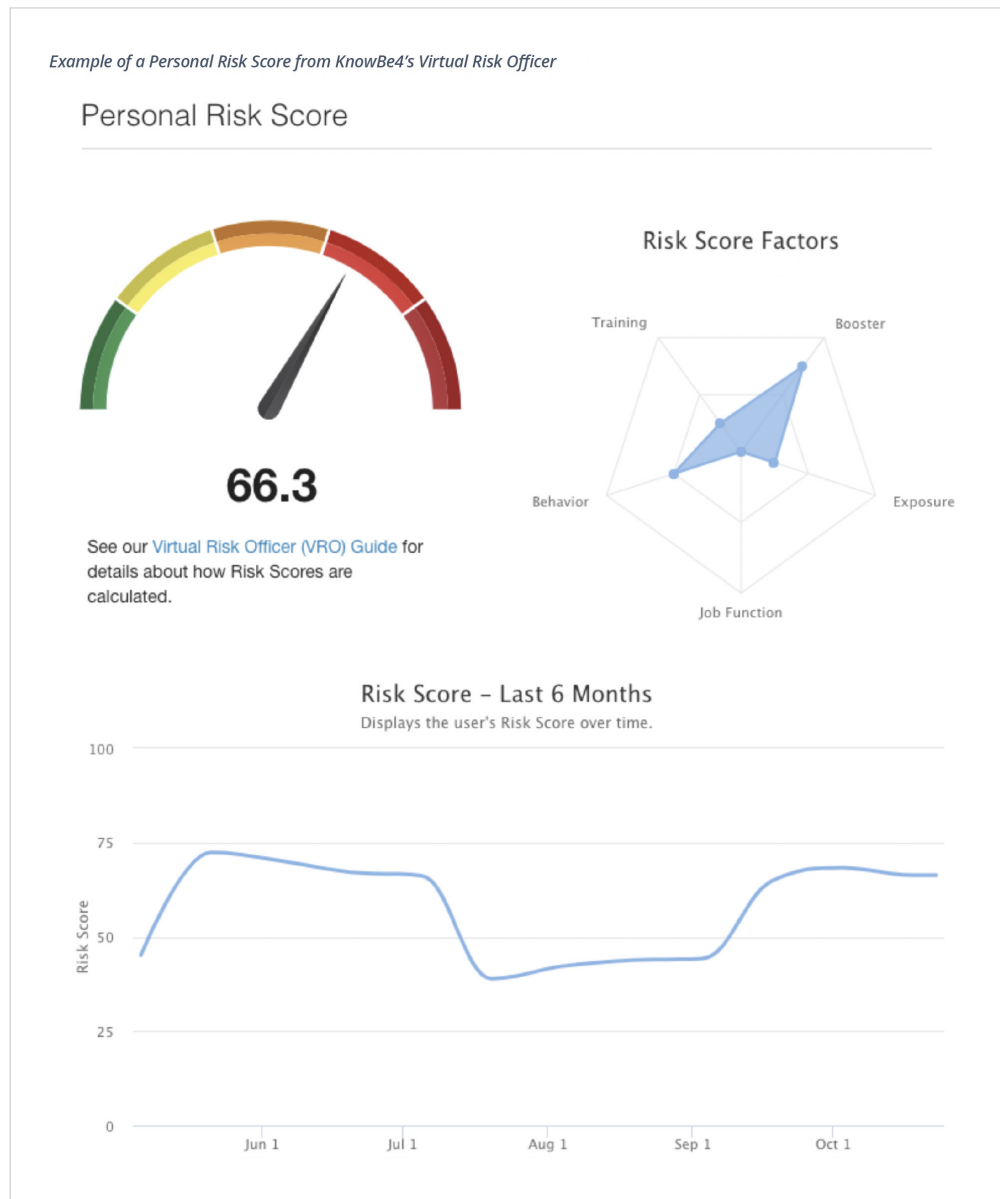 Example of a Personal Risk Score from KnowBe4's Virtual Risk Officer
Personal Risk Score
Risk Score Factors
Training
Booster
Behavior
Exposure
Job Function
66.3
See our Virtual Risk Officer (VRO) Guide for
details about how Risk Scores are
calculated.
Risk Score – Last 6 Months
Displays the user's Risk Score over time.
Risk Score
100
75
50
25
0
Jun 1
Jul 1
Aug 1
Sep 1
Oct 1